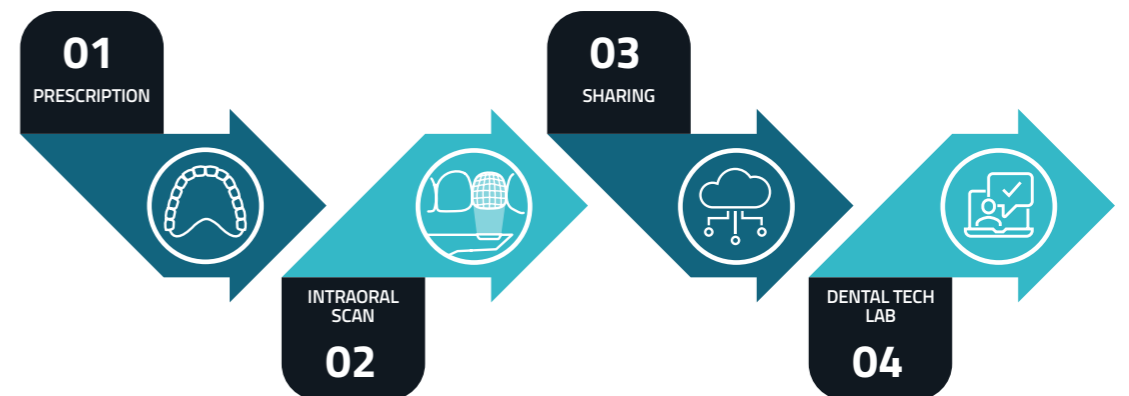 01
PRESCRIPTION
INTRAORAL
SCAN
02
03
SHARING
DENTAL TECH
LAB
04